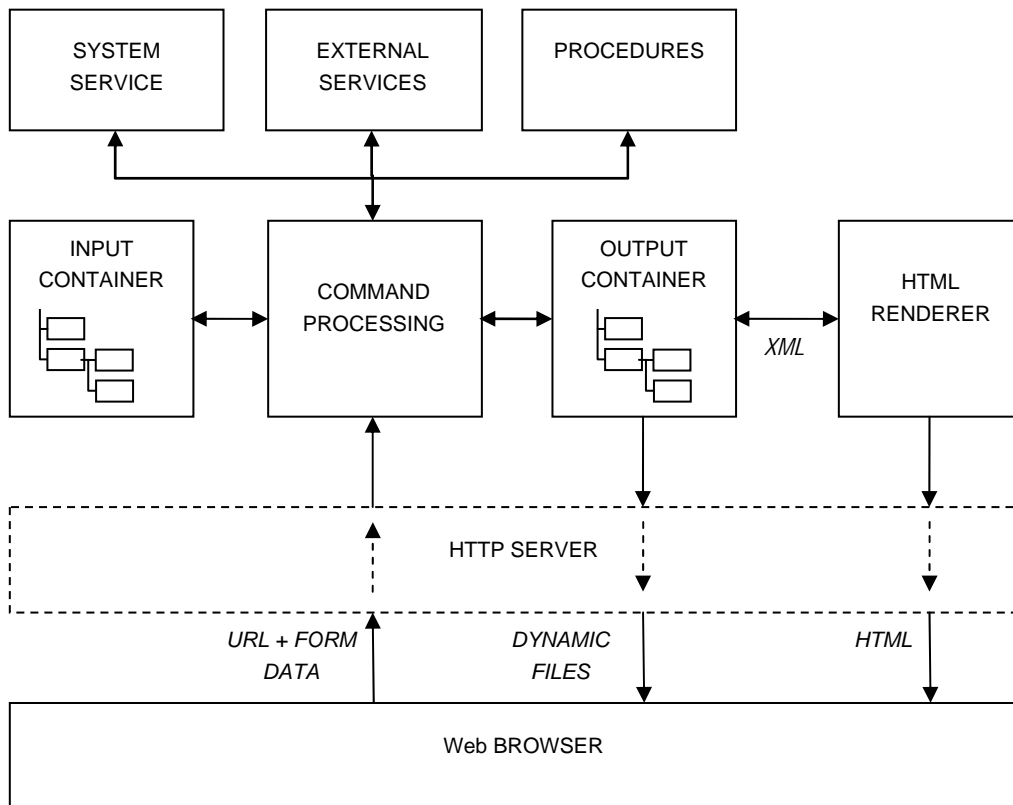 SYSTEM
SERVICE
EXTERNAL
SERVICES
PROCEDURES
INPUT
CONTAINER
COMMAND
PROCESSING
OUTPUT
CONTAINER
XML
HTML
RENDERER
HTTP SERVER
URL + FORM
DATA
DYNAMIC
FILES
HTML
Web BROWSER